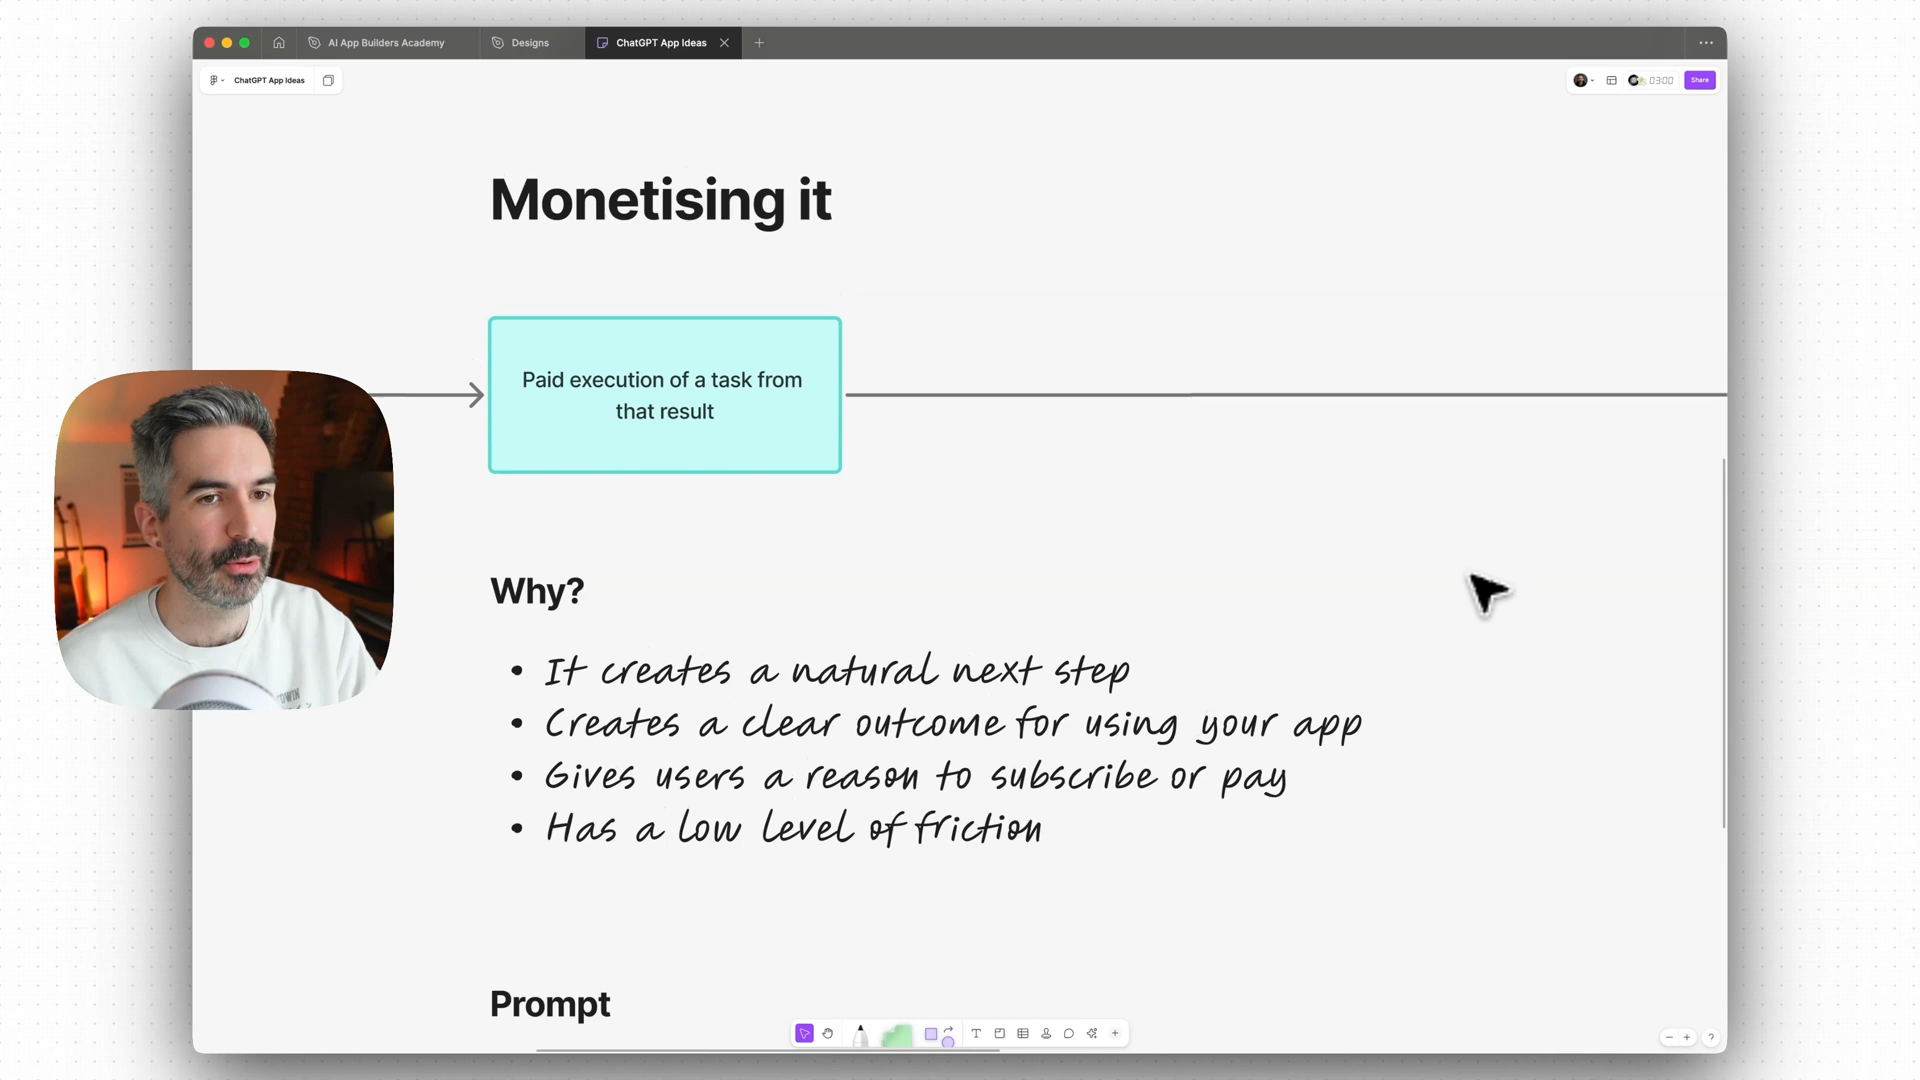 AI App Builders Academy
Designs
ChatGPT App Ideas
ChatGPT App Ideas
03:00
Share
Monetising it
Paid execution of a task from
that result
Why?
• It creates a natural next step
• Creates a clear outcome for using your app
• Gives users a reason to subscribe or pay
• Has a low level of friction
Prompt